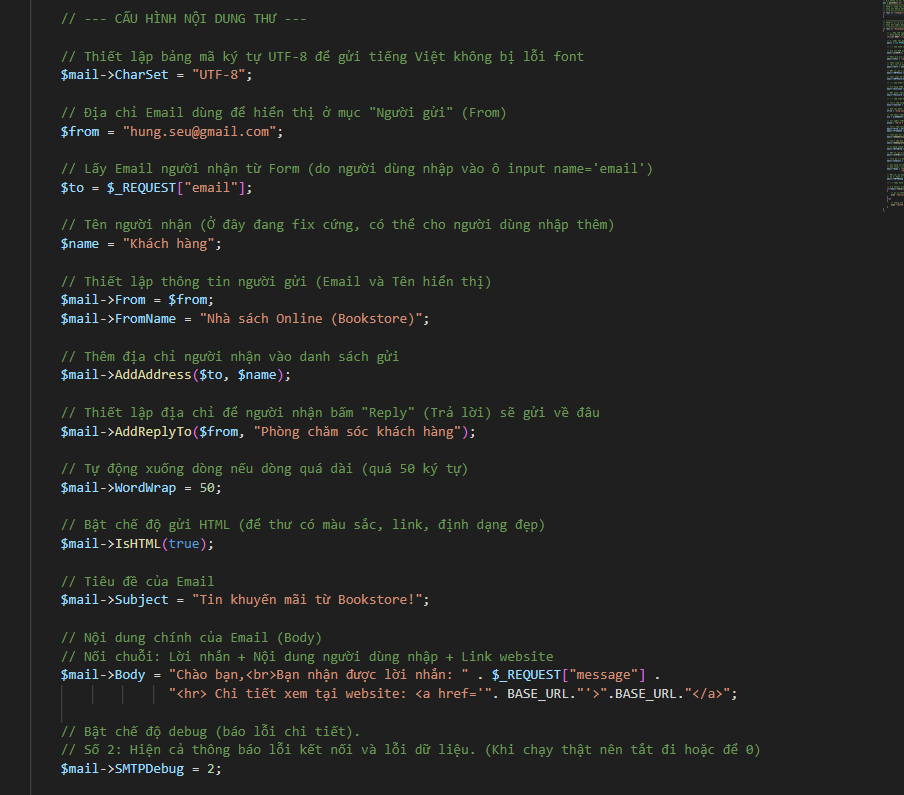 // --- CẤU HÌNH NỘI DUNG THƯ ---
// Thiết lập bảng mã ký tự UTF-8 để gửi tiếng Việt không bị lỗi font
$mail->CharSet = "UTF-8";
// Địa chỉ Email dùng để hiển thị ở mục "Người gửi" (From)
$from = "hung.seu@gmail.com";
// Lấy Email người nhận từ Form (do người dùng nhập vào ô input name='email')
$to = $_REQUEST["email"];
// Tên người nhận (Ở đây đang fix cứng, có thể cho người dùng nhập thêm)
$name = "Khách hàng";
// Thiết lập thông tin người gửi (Email và Tên hiển thị)
$mail->From = $from;
$mail->FromName = "Nhà sách Online (Bookstore)";
// Thêm địa chỉ người nhận vào danh sách gửi
$mail->AddAddress($to, $name);
// Thiết lập địa chỉ để người nhận bấm "Reply" (Trả lời) sẽ gửi về đâu
$mail->AddReplyTo($from, "Phòng chăm sóc khách hàng");
// Tự động xuống dòng nếu dòng quá dài (quá 50 ký tự)
$mail->WordWrap = 50;
// Bật chế độ gửi HTML (để thư có màu sắc, link, định dạng đẹp)
$mail->IsHTML(true);
// Tiêu đề của Email
$mail->Subject = "Tin khuyến mãi từ Bookstore!";
// Nội dung chính của Email (Body)
// Nối chuỗi: Lời nhắn + Nội dung người dùng nhập + Link website
$mail->Body = "Chào bạn,<br>Bạn nhận được lời nhắn: " . $_REQUEST["message"] .
"<hr> Chi tiết xem tại website: <a href='". BASE_URL."'>".BASE_URL."</a>";
// Bật chế độ debug (báo lỗi chi tiết).
// Số 2: Hiện cả thông báo lỗi kết nối và lỗi dữ liệu. (Khi chạy thật nên tắt đi hoặc để 0)
$mail->SMTPDebug = 2;